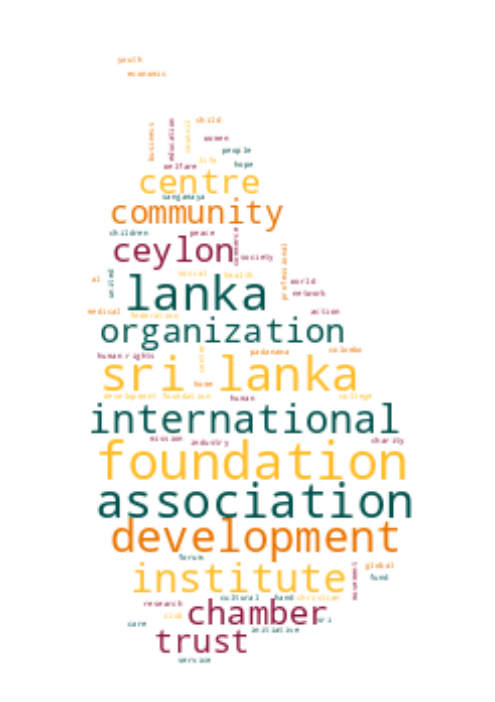 youth
economic
child
business
education
council
women
people
life
welfare
hope
centre
sangamaya
community
children
peace
commerce
ceylon
society
professional
social
health
al
united
world
lanka
network
medical
federation
action
organization
human rights
padanama
colombo
sri lanka
home
development foundation
human
college
international
mission
industry
charity
foundation
association
development
forum
institute
global
fund
movement
cultural
hand
christian
research
chamber
club
sri
care
initiative
trust
service